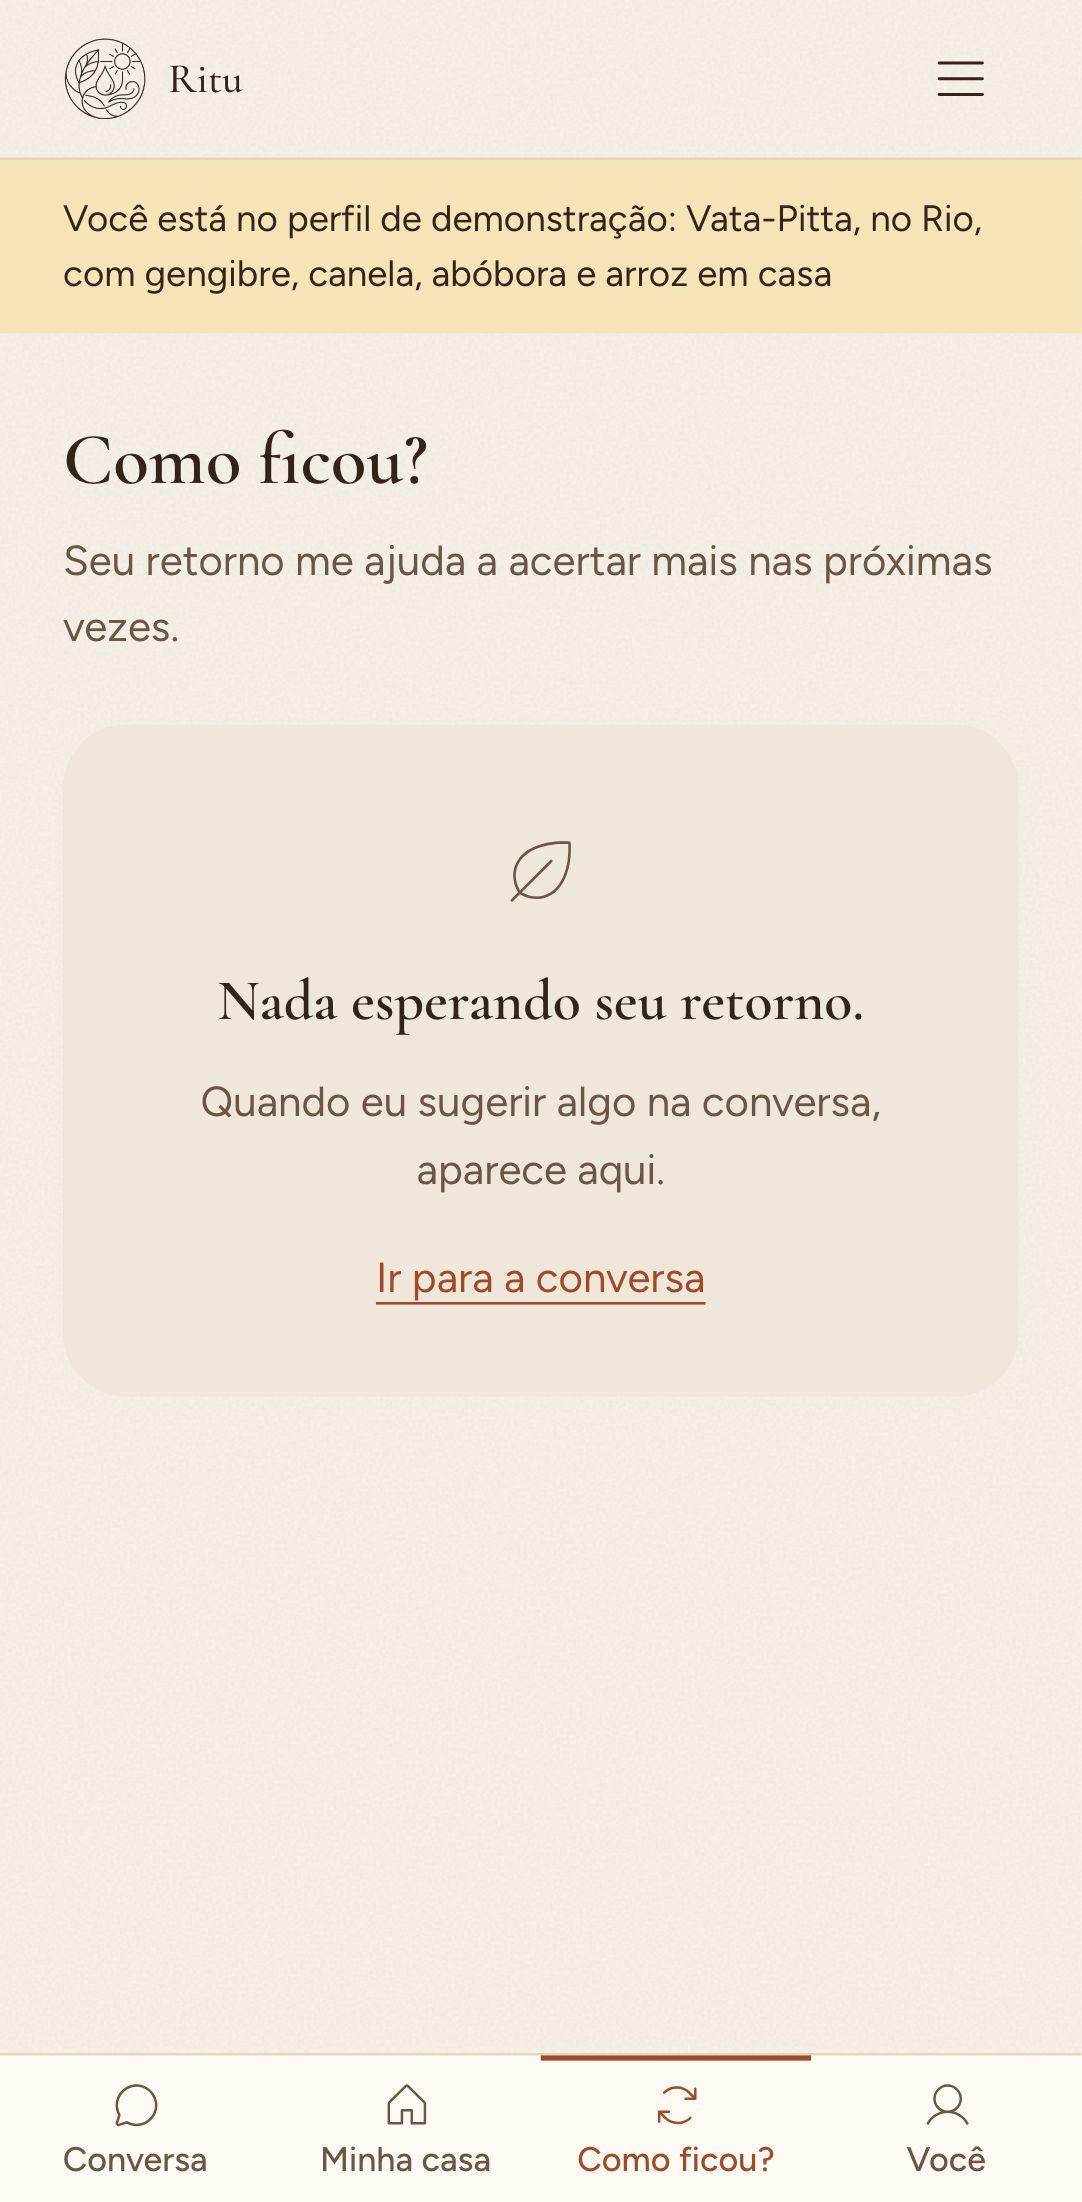 Ritu
Você está no perfil de demonstração: Vata-Pitta, no Rio,
com gengibre, canela, abóbora e arroz em casa
Como ficou?
Seu retorno me ajuda a acertar mais nas próximas
vezes.
Nada esperando seu retorno.
Quando eu sugerir algo na conversa,
aparece aqui.
Ir para a conversa
Conversa
Minha casa
Como ficou?
Você